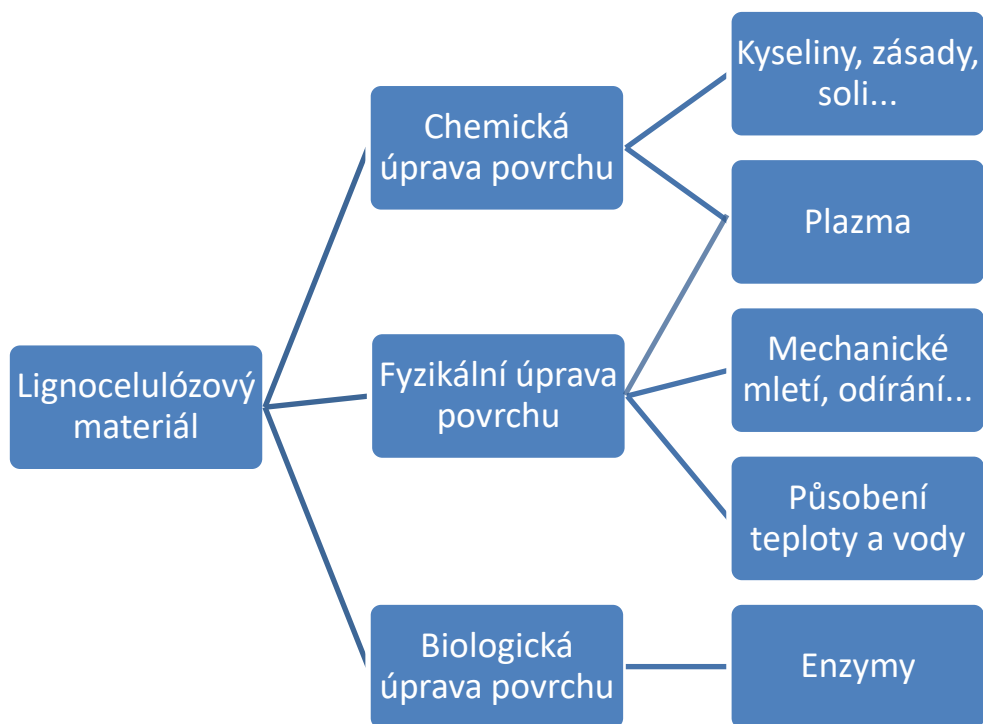 Lignocelulózový
materiál
Chemická
úprava povrchu
Fyzikální úprava
povrchu
Biologická
úprava povrchu
Kyseliny, zásady,
soli...
Plazma
Mechanické
mletí, odírání...
Působení
teploty a vody
Enzymy